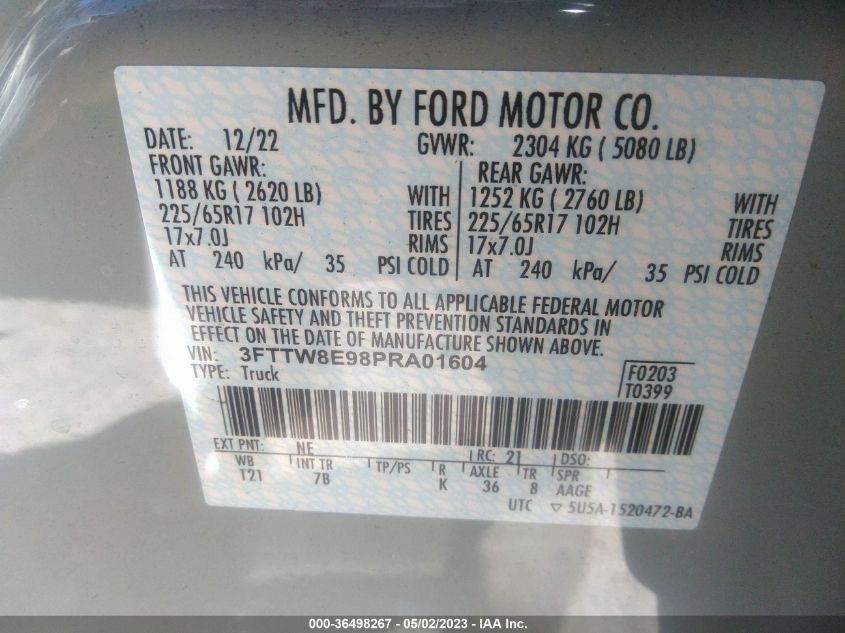 MFD. BY FORD MOTOR CO.
DATE: 12/22 GVWR: 2304 KG ( 5080 LB)
FRONT GAWR: REAR GAWR:
1188 KG ( 2620 LB) WITH 1252 KG ( 2760 LB) WITH
225/65R17 102H TIRES 225/65R17 102H TIRES
17x7.0J RIMS 17x7.0J RIMS
AT 240 kPa/ 35 PSI COLD AT 240 kPa/ 35 PSI COLD
THIS VEHICLE CONFORMS TO ALL APPLICABLE FEDERAL MOTOR
VEHICLE SAFETY AND THEFT PREVENTION STANDARDS IN
EFFECT ON THE DATE OF MANUFACTURE SHOWN ABOVE.
VIN: 3FTTW8E98PRA01604
TYPE: Truck
F0203
T0399
EXT PNT: NE RC: 21 DSO:
WB INT TR TP/PS R AXLE TR SPR
T21 7B K 36 8 AAGE
UTC ▽ 5U5A-1520472-BA
000-36498267 - 05/02/2023 - IAA Inc.